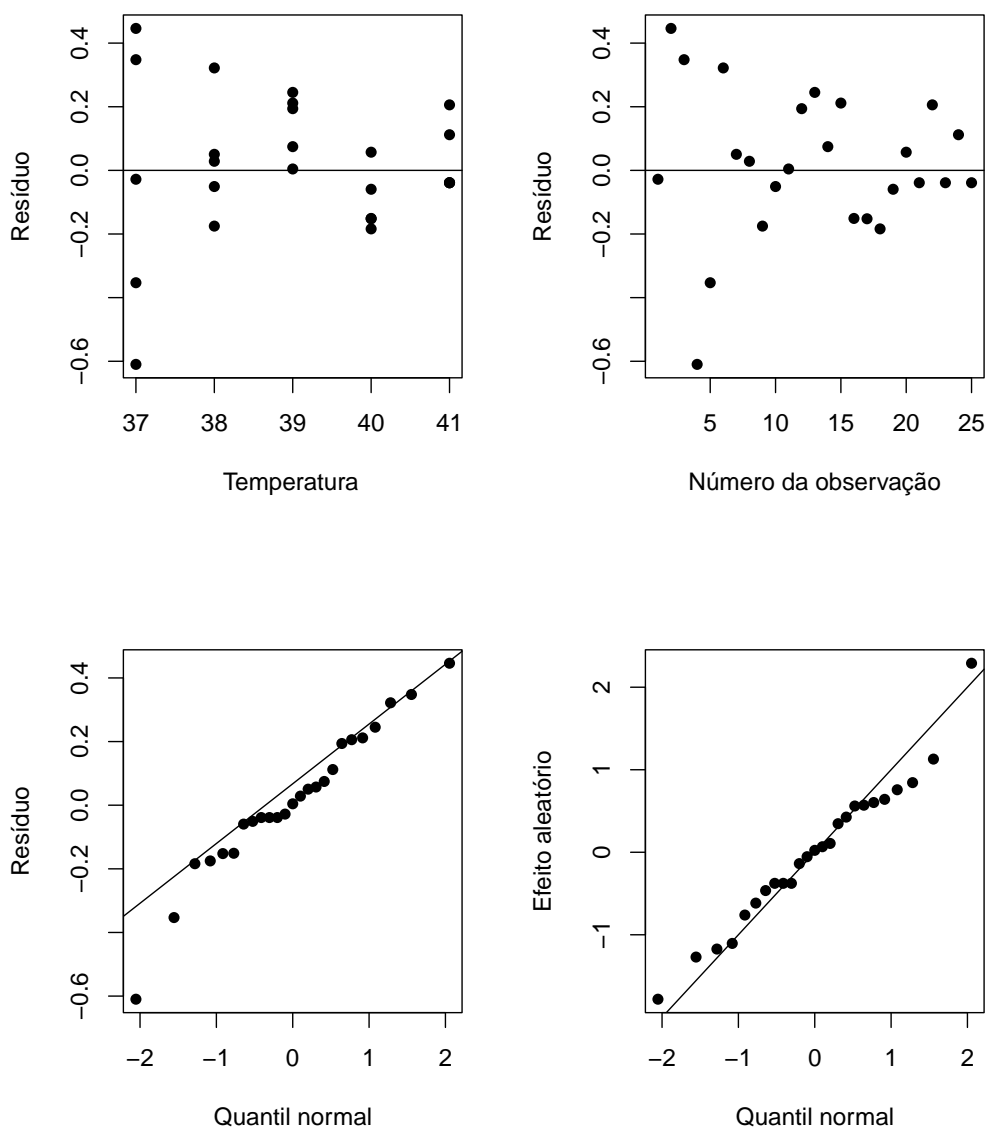 0.4
0.2
0.0
−0.2
−0.6
Resíduo
37 38 39 40 41
Temperatura
0.4
0.2
0.0
−0.2
−0.6
Resíduo
5 10 15 20 25
Número da observação
0.4
0.2
0.0
−0.2
−0.6
Resíduo
−2 −1 0 1 2
Quantil normal
2
1
0
−1
Efeito aleatório
−2 −1 0 1 2
Quantil normal